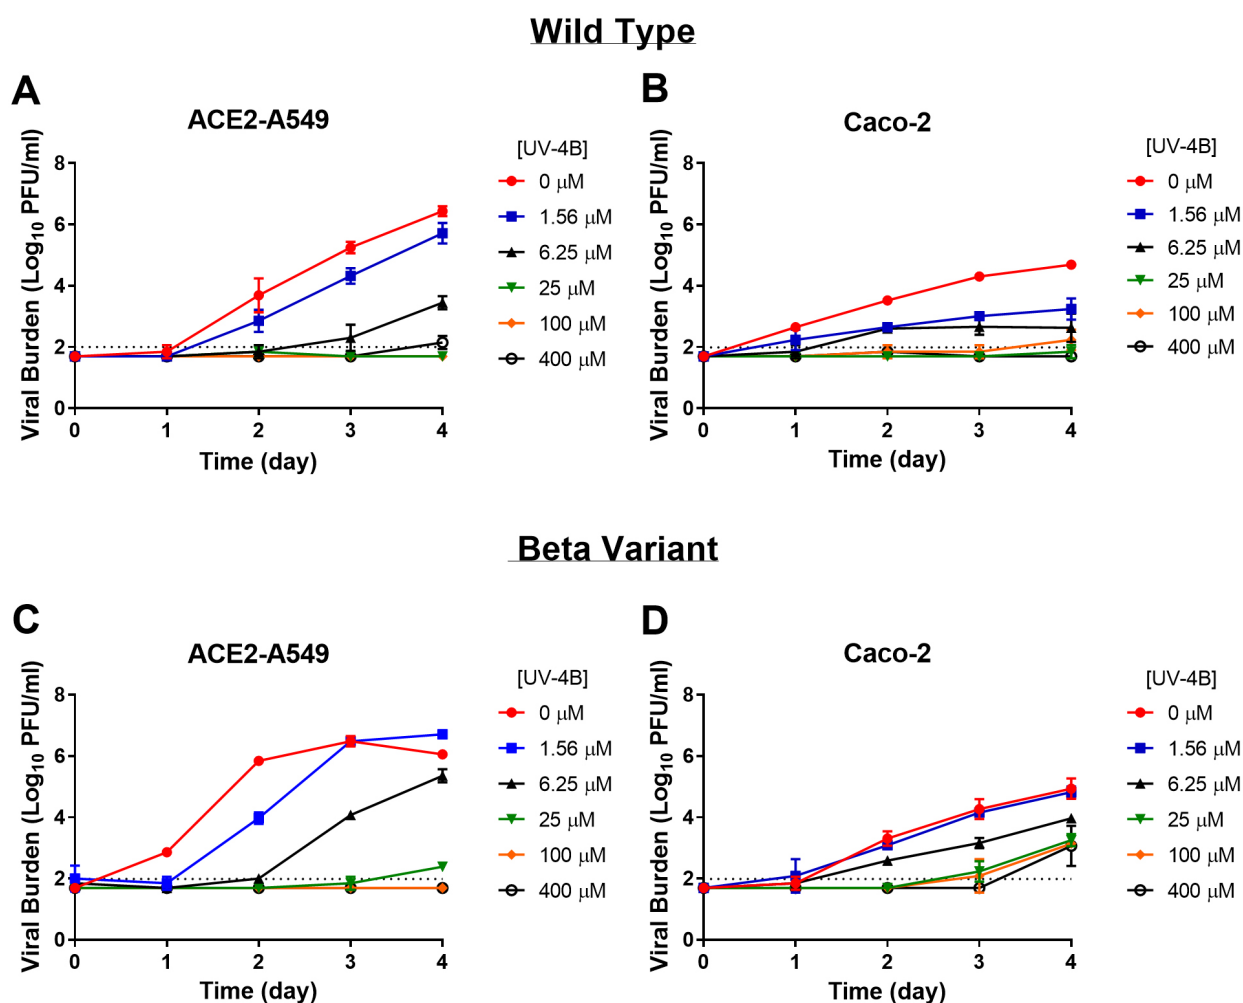 Wild Type
A
ACE2-A549
Viral Burden (Log10 PFU/ml)
8
6
4
2
0
0 1 2 3 4
Time (day)
[UV-4B]
0 μM
1.56 μM
6.25 μM
25 μM
100 μM
400 μM
B
Caco-2
Viral Burden (Log10 PFU/ml)
8
6
4
2
0
0 1 2 3 4
Time (day)
[UV-4B]
0 μM
1.56 μM
6.25 μM
25 μM
100 μM
400 μM
Beta Variant
C
ACE2-A549
Viral Burden (Log10 PFU/ml)
8
6
4
2
0
0 1 2 3 4
Time (day)
[UV-4B]
0 μM
1.56 μM
6.25 μM
25 μM
100 μM
400 μM
D
Caco-2
Viral Burden (Log10 PFU/ml)
8
6
4
2
0
0 1 2 3 4
Time (day)
[UV-4B]
0 μM
1.56 μM
6.25 μM
25 μM
100 μM
400 μM